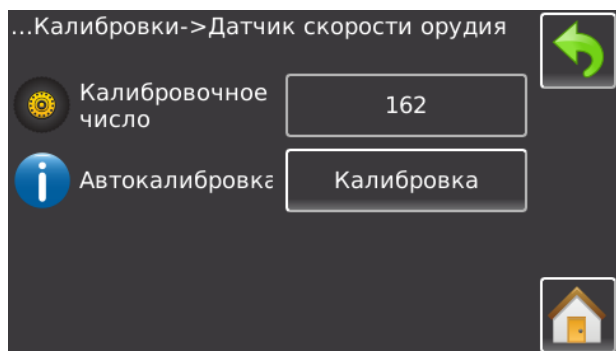 ...Калибровки->Датчик скорости орудия
Калибровочное
число
162
Автокалибровка
Калибровка